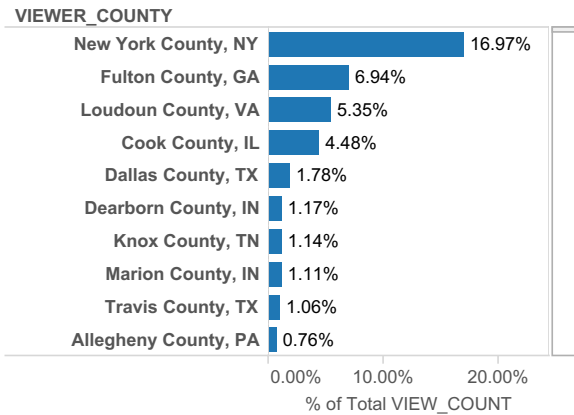 VIEWER_COUNTY
New York County, NY 16.97%
Fulton County, GA 6.94%
Loudoun County, VA 5.35%
Cook County, IL 4.48%
Dallas County, TX 1.78%
Dearborn County, IN 1.17%
Knox County, TN 1.14%
Marion County, IN 1.11%
Travis County, TX 1.06%
Allegheny County, PA 0.76%
0.00% 10.00% 20.00%
% of Total VIEW_COUNT